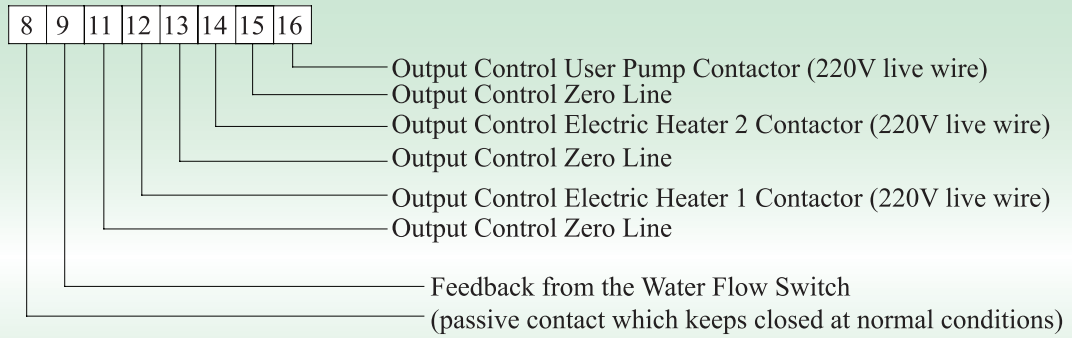 8 9 11 12 13 14 15 16
Output Control User Pump Contactor (220V live wire)
Output Control Zero Line
Output Control Electric Heater 2 Contactor (220V live wire)
Output Control Zero Line
Output Control Electric Heater 1 Contactor (220V live wire)
Output Control Zero Line
Feedback from the Water Flow Switch
(passive contact which keeps closed at normal conditions)